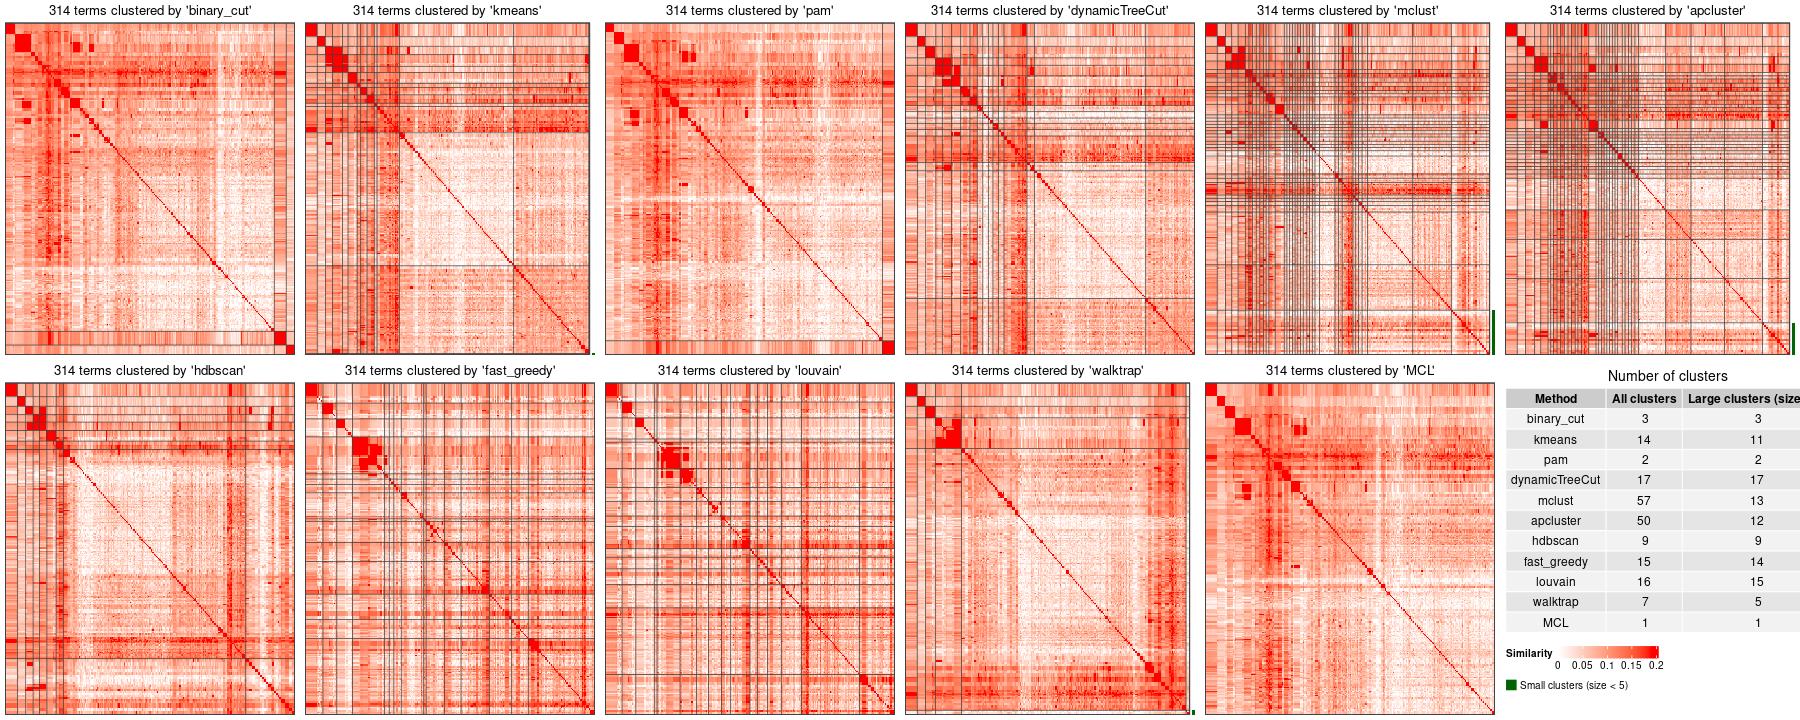 314 terms clustered by 'binary_cut'
314 terms clustered by 'kmeans'
314 terms clustered by 'pam'
314 terms clustered by 'dynamicTreeCut'
314 terms clustered by 'mclust'
314 terms clustered by 'apcluster'
314 terms clustered by 'hdbscan'
314 terms clustered by 'fast_greedy'
314 terms clustered by 'louvain'
314 terms clustered by 'walktrap'
314 terms clustered by 'MCL'
Number of clusters
Method All clusters Large clusters (size
binary_cut 3 3
kmeans 14 11
pam 2 2
dynamicTreeCut 17 17
mclust 57 13
apcluster 50 12
hdbscan 9 9
fast_greedy 15 14
louvain 16 15
walktrap 7 5
MCL 1 1
Similarity
0 0.05 0.1 0.15 0.2
Small clusters (size < 5)